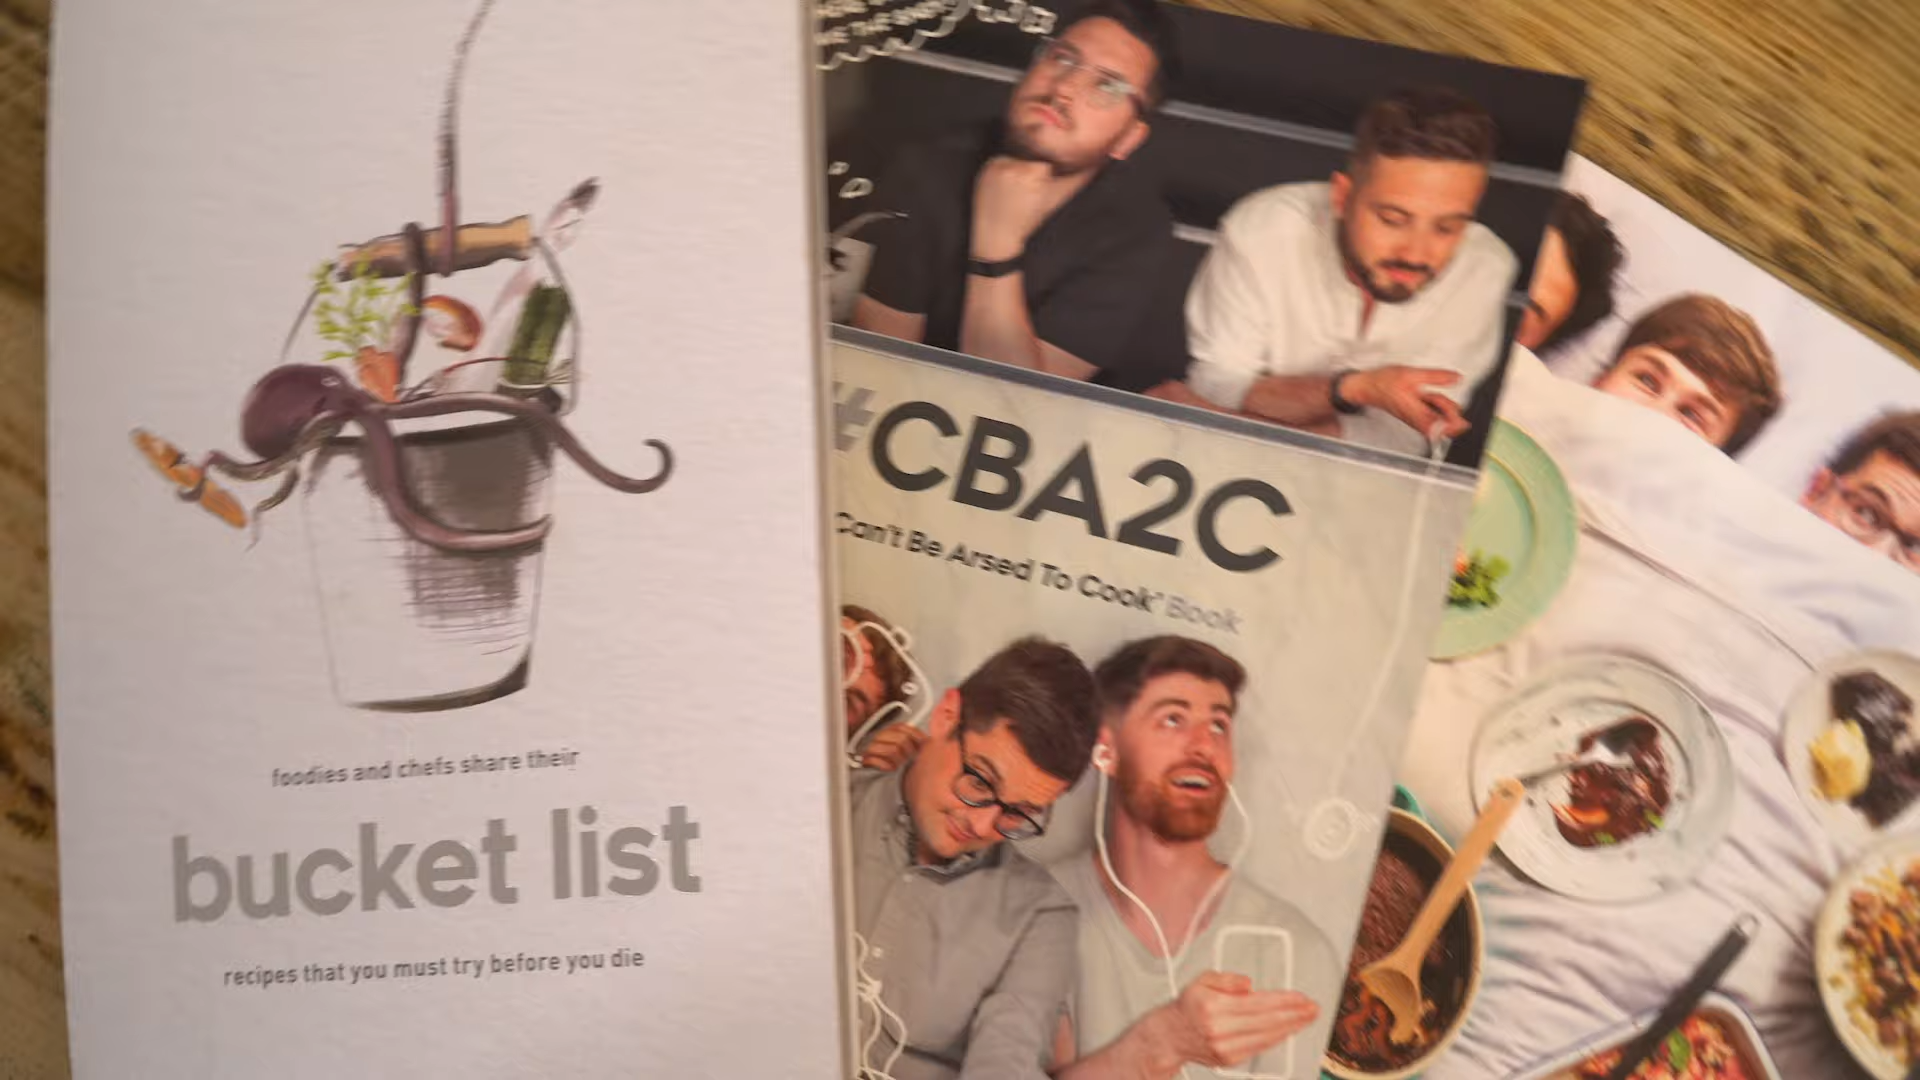 foodies and chefs share their
bucket list
recipes that you must try before you die
#CBA2C
Can't Be Arsed To Cook' Book